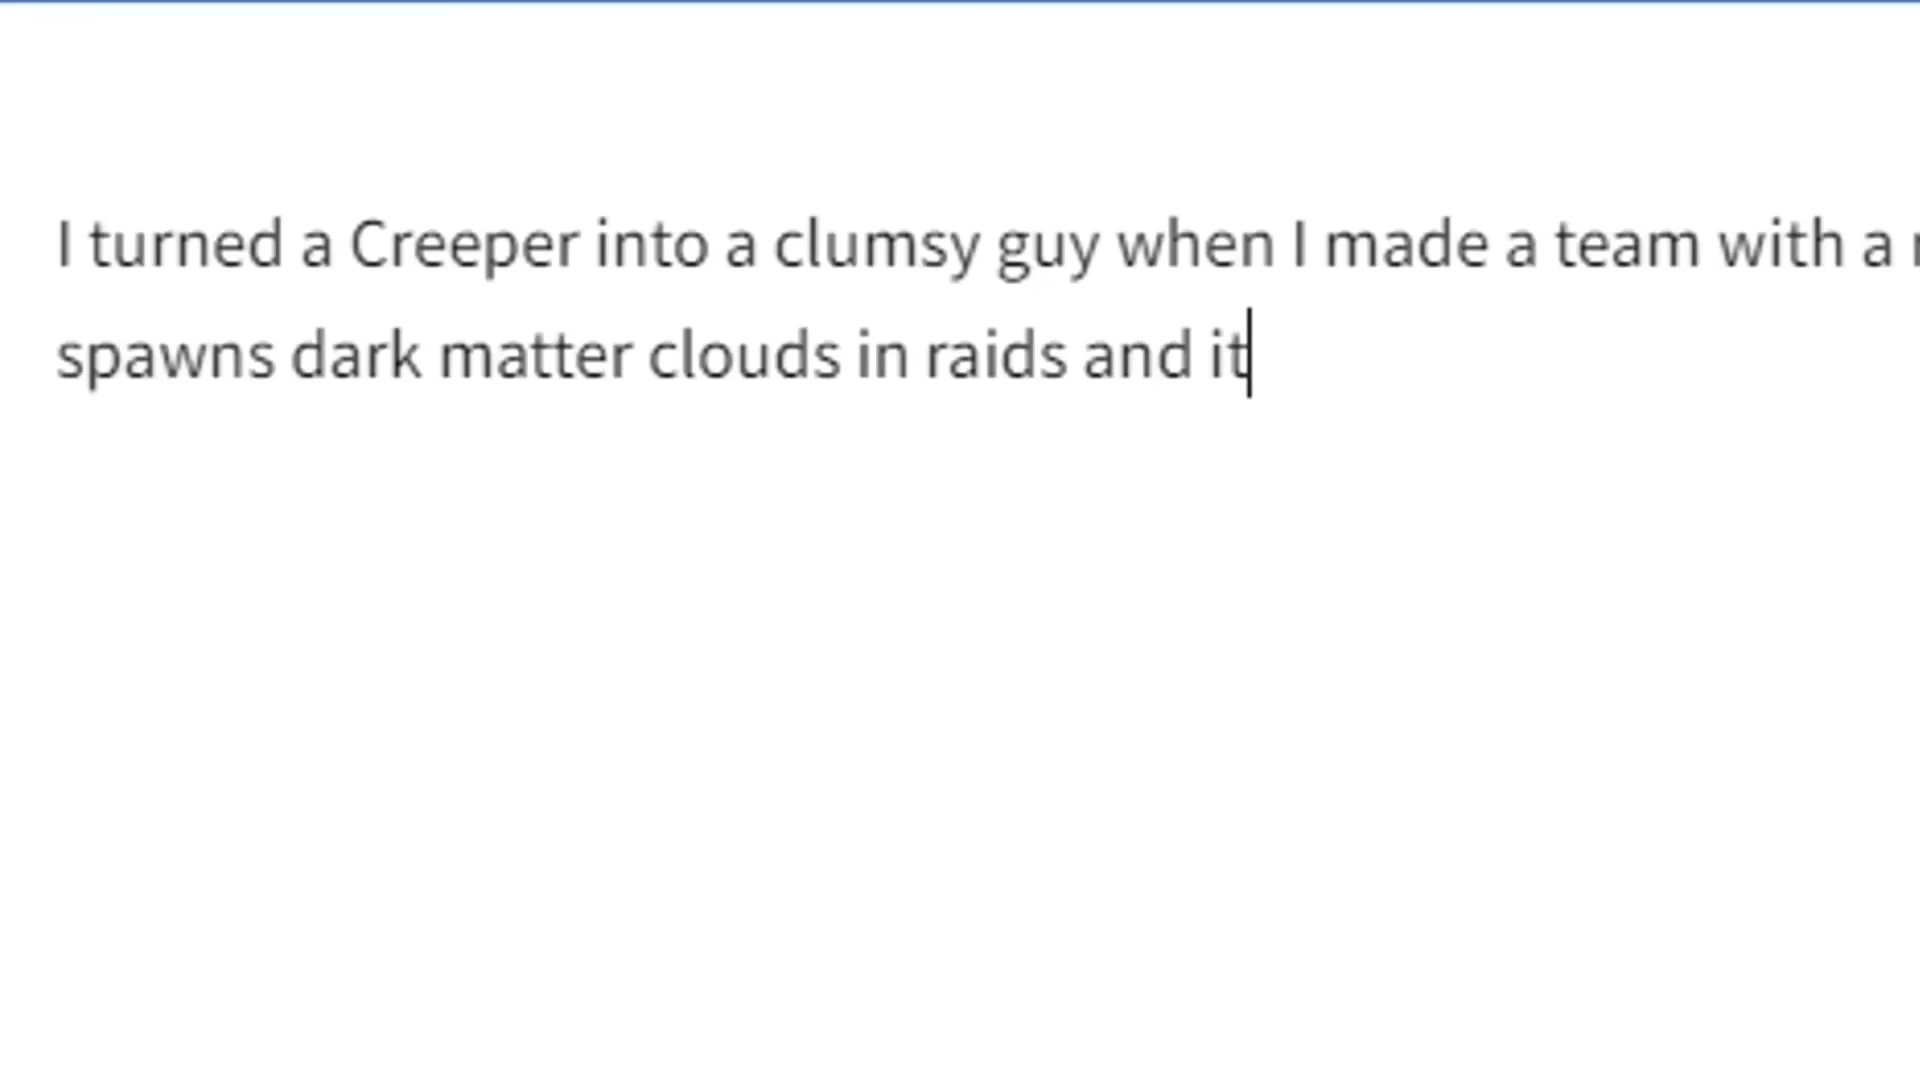 I turned a Creeper into a clumsy guy when I made a team with a
spawns dark matter clouds in raids and it